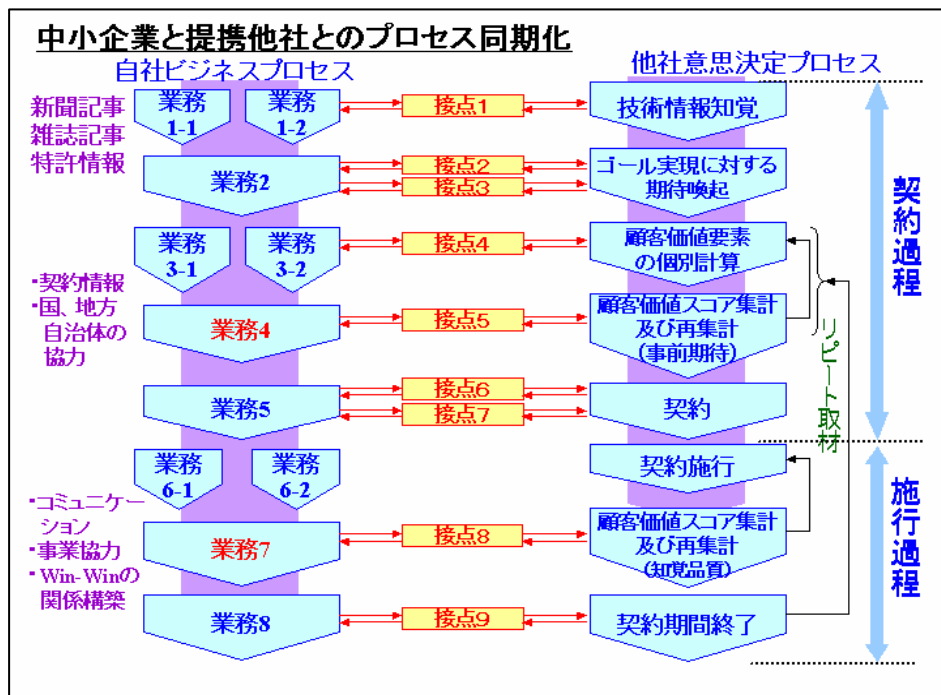 中小企業と提携他社とのプロセス同期化
自社ビジネスプロセス
他社意思決定プロセス
新聞記事
雑誌記事
特許情報
業務
1-1
業務
1-2
接点1
技術情報知覚
業務2
接点2
接点3
ゴール実現に対する
期待喚起
業務
3-1
業務
3-2
接点4
顧客価値要素
の個別計算
・契約情報
・国、地方
自治体の
協力
業務4
接点5
顧客価値スコア集計
及び再集計
(事前期待)
業務5
接点6
接点7
契約
契約過程
リピート取材
業務
6-1
業務
6-2
契約施行
・コミュニケー
ション
・事業協力
・Win-Winの
関係構築
業務7
接点8
顧客価値スコア集計
及び再集計
(知覚品質)
業務8
接点9
契約期間終了
施行過程